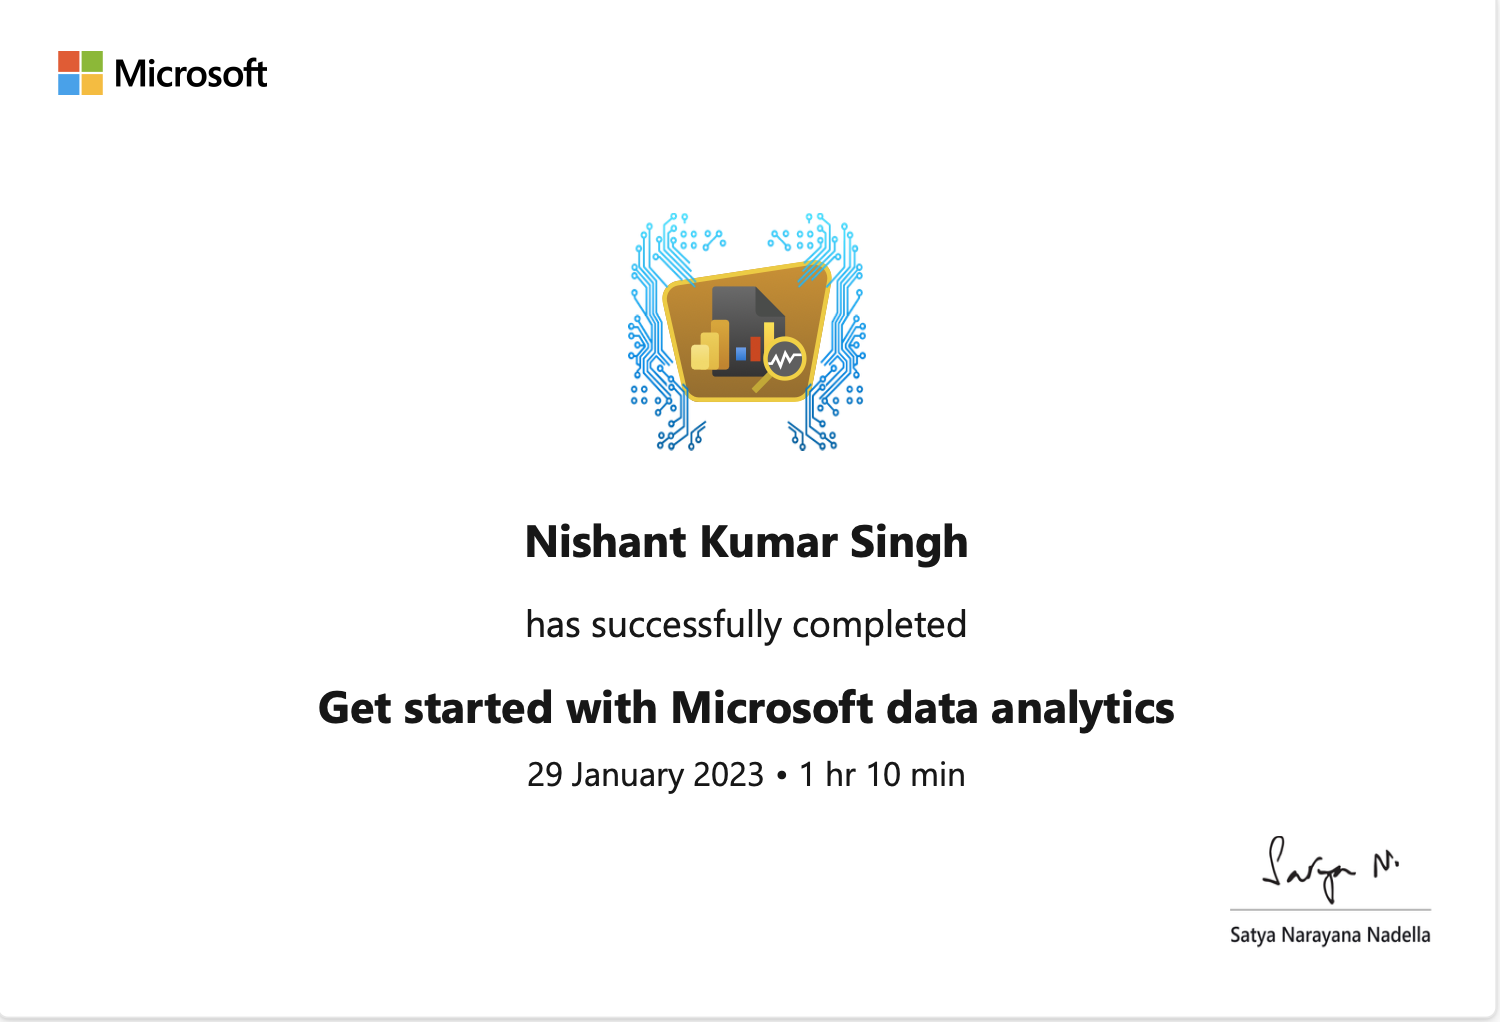 Microsoft
Nishant Kumar Singh
has successfully completed
Get started with Microsoft data analytics
29 January 2023 • 1 hr 10 min
Satya N.
Satya Narayana Nadella